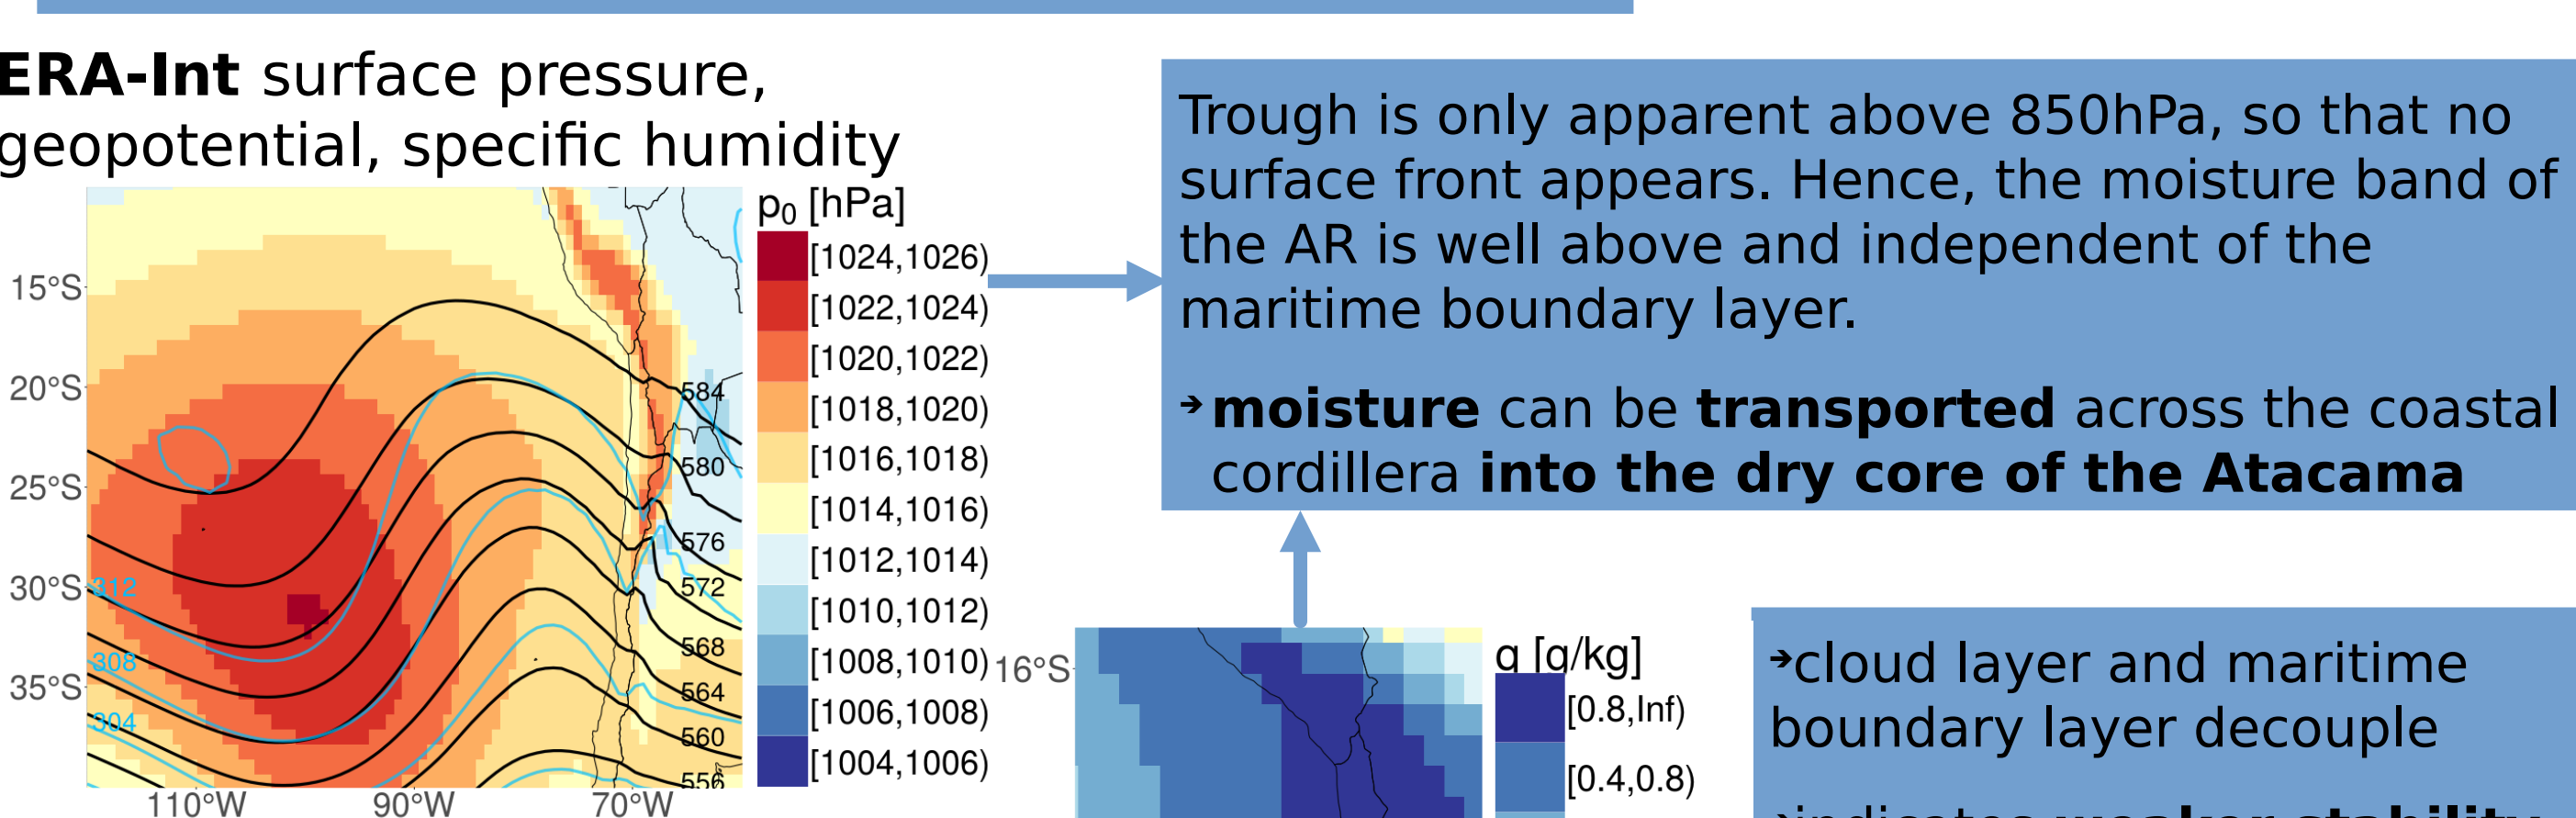 ERA-Int surface pressure,
geopotential, specific humidity
p0 [hPa]
[1024,1026)
[1022,1024)
[1020,1022)
[1018,1020)
[1016,1018)
[1014,1016)
[1012,1014)
[1010,1012)
[1008,1010)
[1006,1008)
[1004,1006)
15°S
20°S
25°S
30°S
35°S
110°W 90°W 70°W
584
580
576
572
568
564
560
556
312
308
304
Trough is only apparent above 850hPa, so that no
surface front appears. Hence, the moisture band of
the AR is well above and independent of the
maritime boundary layer.
➔ moisture can be transported across the coastal
cordillera into the dry core of the Atacama
16°S
q [g/kg]
[0.8,Inf)
[0.4,0.8)
➔cloud layer and maritime
boundary layer decouple
➔indicates weaker stability